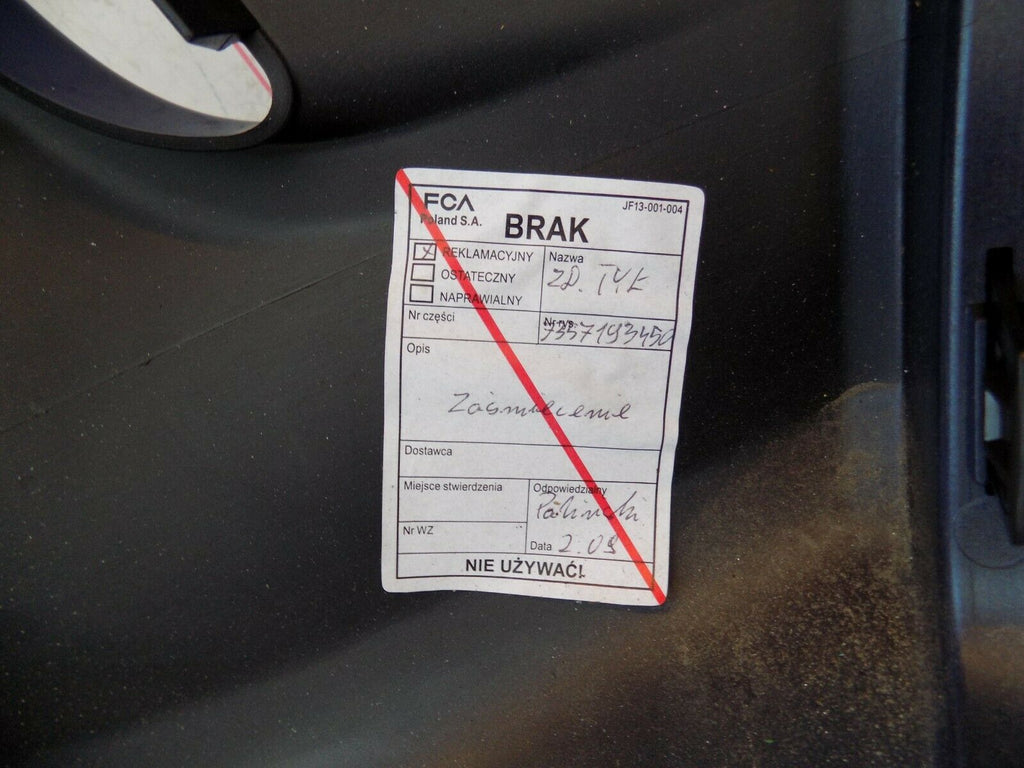 FCA
Poland S.A.
JF13-001-004
BRAK
x REKLAMACYJNY
OSTATECZNY
NAPRAWIALNY
Nazwa
ZD. TYŁ
Nr części
Nr rys.
7357193450
Opis
Zaśmiecenie
Dostawca
Miejsce stwierdzenia
Odpowiedzialny
Nr WZ
Data 2.09
NIE UŻYWAĆ!